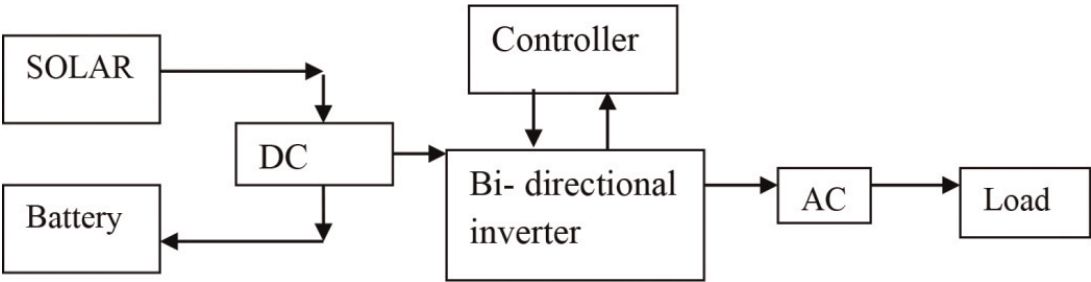 SOLAR
Battery
DC
Controller
Bi- directional
inverter
AC
Load